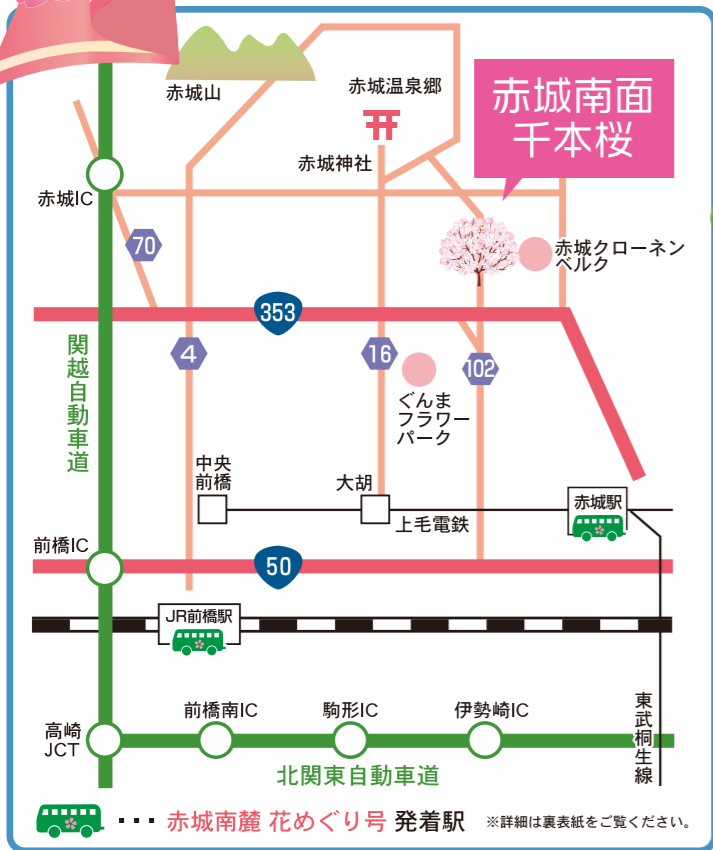 赤城山
赤城温泉郷
赤城南面
千本桜
赤城神社
赤城IC
70
赤城クローネン
ベルク
353
関越自動車道
4
16
102
ぐんま
フラワー
パーク
中央
前橋
大胡
上毛電鉄
赤城駅
前橋IC
50
JR前橋駅
高崎
JCT
前橋南IC
駒形IC
伊勢崎IC
東武桐生線
北関東自動車道
･･･ 赤城南麓 花めぐり号 発着駅 ※詳細は裏表紙をご覧ください。